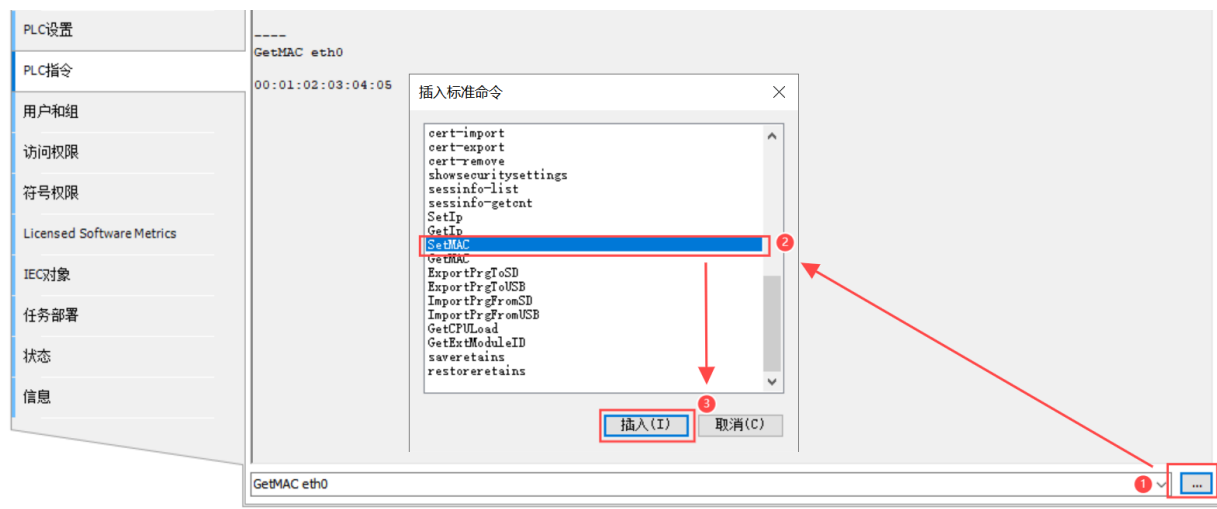 PLC设置
PLC指令
用户和组
访问权限
符号权限
Licensed Software Metrics
IEC对象
任务部署
状态
信息
----
GetMAC eth0
00:01:02:03:04:05
插入标准命令
cert-import
cert-export
cert-remove
showsecuritysettings
sessinfo-list
sessinfo-getcnt
SetIp
GetIp
SetMAC
2
GetMAC
ExportPrgToSD
ExportPrgToUSB
ImportPrgFromSD
ImportPrgFromUSB
GetCPULoad
GetExtModuleID
saveretains
restoreretains
3
插入(I)
取消(C)
GetMAC eth0
1
...